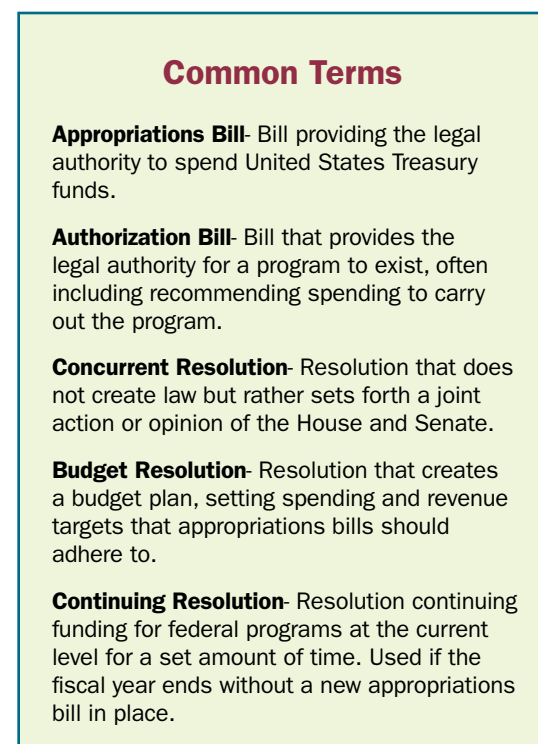 Common Terms
Appropriations Bill- Bill providing the legal
authority to spend United States Treasury
funds.
Authorization Bill- Bill that provides the
legal authority for a program to exist, often
including recommending spending to carry
out the program.
Concurrent Resolution- Resolution that does
not create law but rather sets forth a joint
action or opinion of the House and Senate.
Budget Resolution- Resolution that creates
a budget plan, setting spending and revenue
targets that appropriations bills should
adhere to.
Continuing Resolution- Resolution continuing
funding for federal programs at the current
level for a set amount of time. Used if the
fiscal year ends without a new appropriations
bill in place.